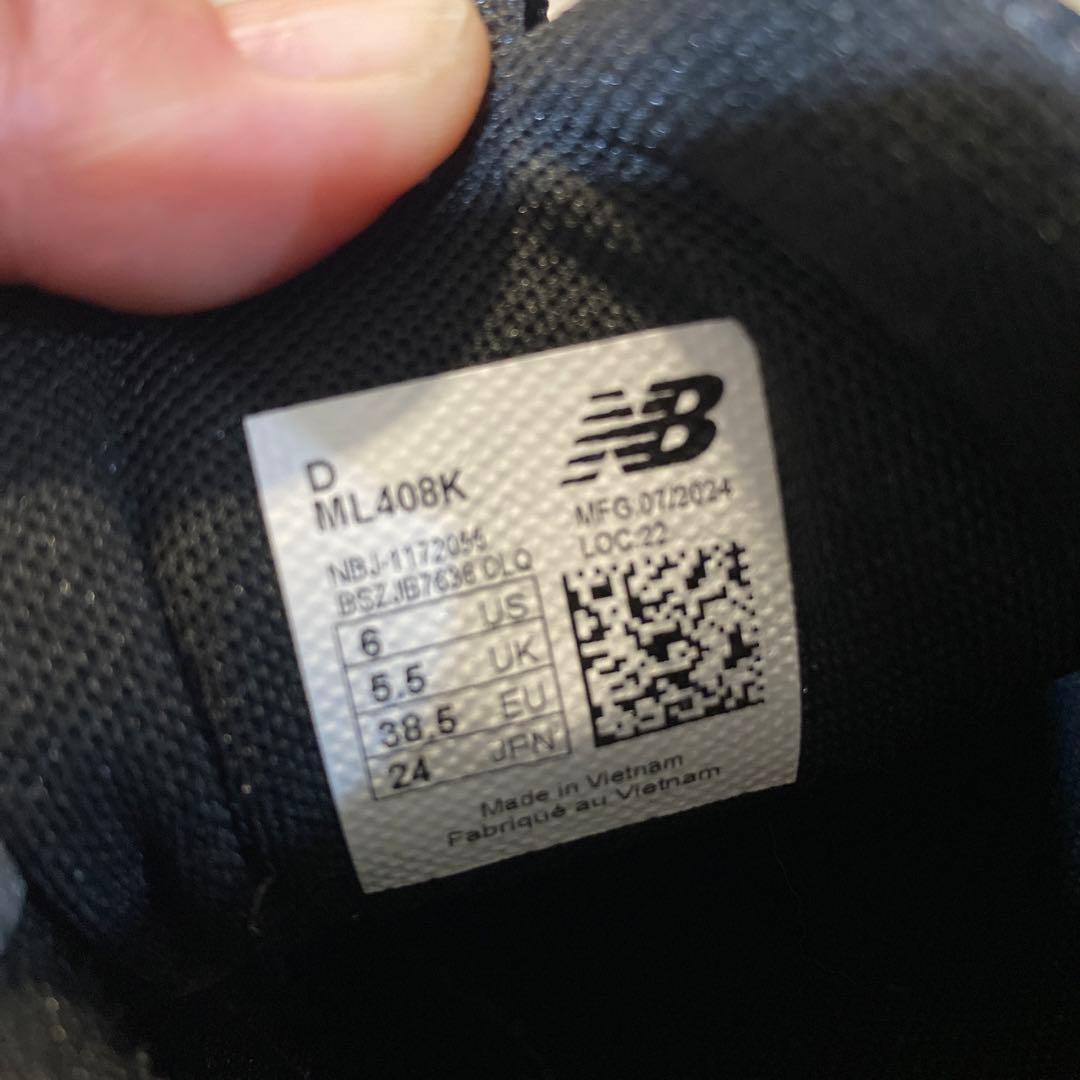 NB
D
ML408K
MFG.07/2024
LOC:22
NBJ-1172055
BSZJB7636 DLQ
6 US
5.5 UK
38.5 EU
24 JPN
Made in Vietnam
Fabriqué au Vietnam